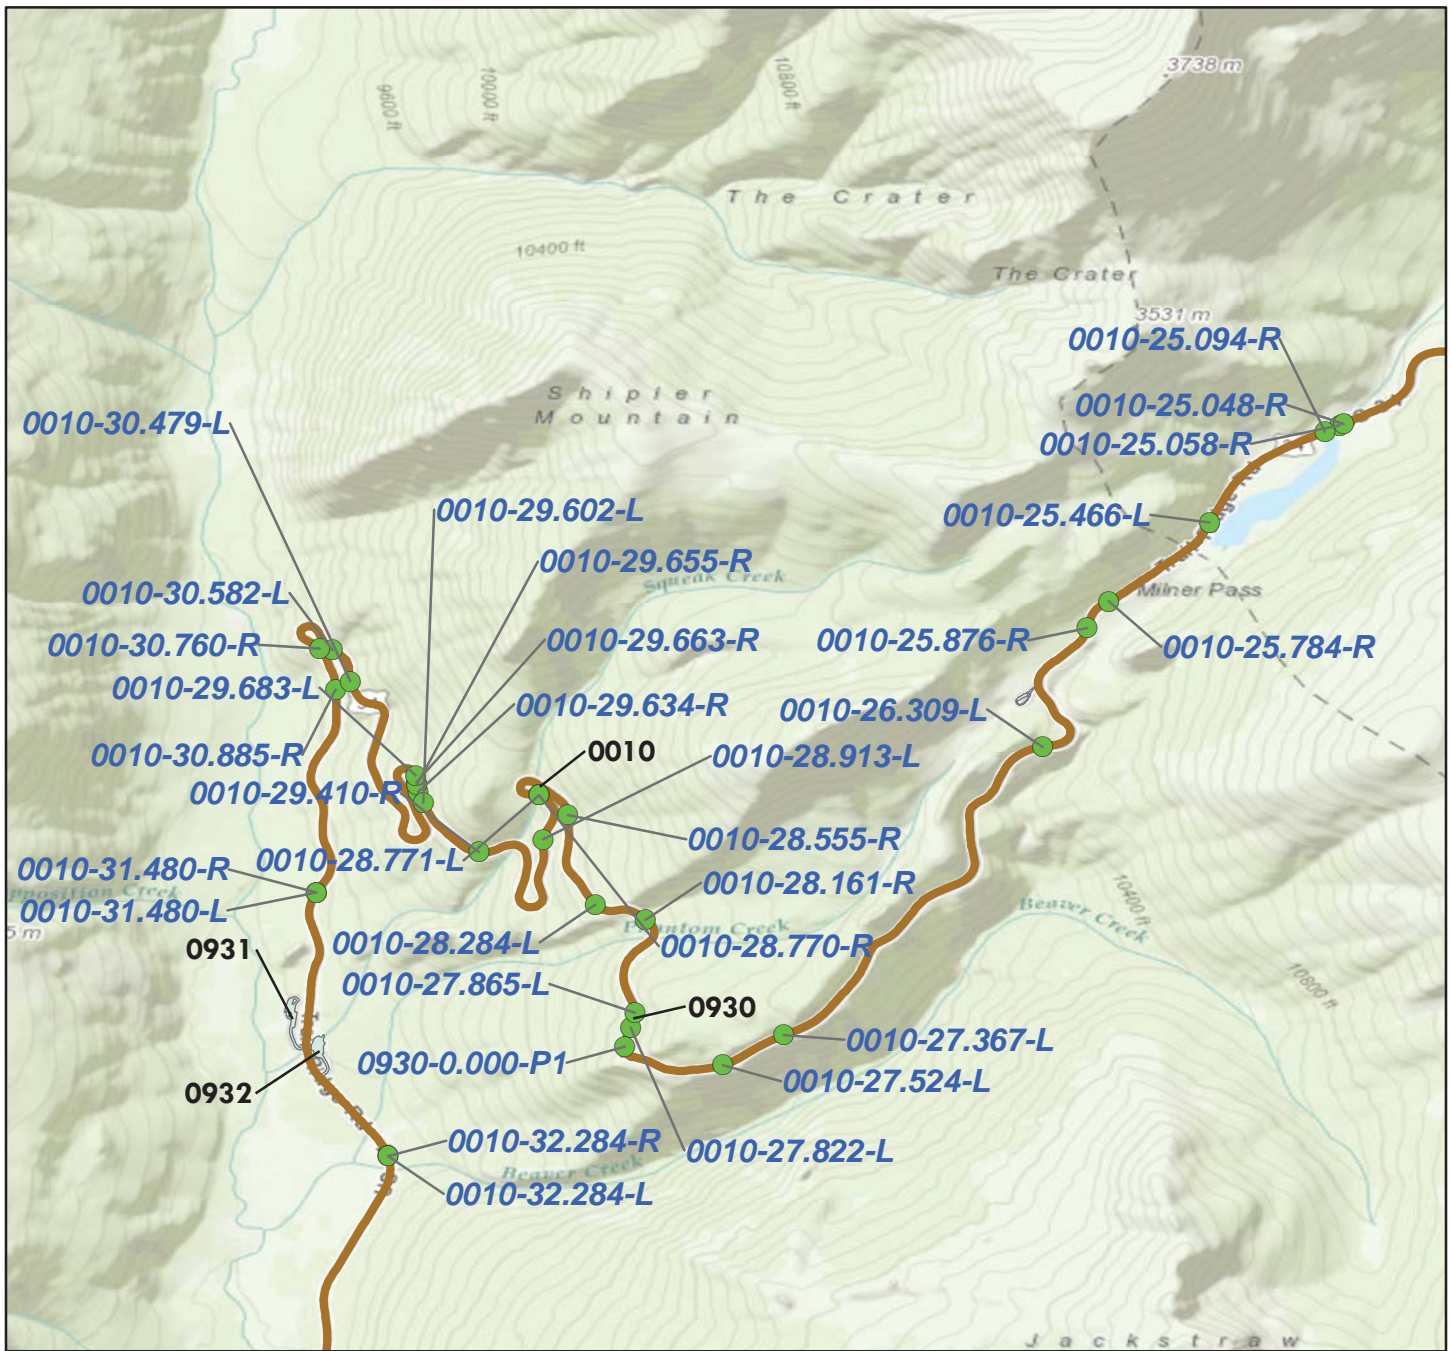 3738 m
9600 ft
10000 ft
10800 ft
The Crater
10400 ft
The Crater
3531 m
0010-25.094-R
Shipler
Mountain
0010-25.048-R
0010-30.479-L
0010-25.058-R
0010-29.602-L
0010-25.466-L
0010-29.655-R
Squeak Creek
0010-30.582-L
Milner Pass
0010-30.760-R
0010-29.663-R
0010-25.876-R
0010-25.784-R
0010-29.683-L
0010-29.634-R
0010-26.309-L
0010-30.885-R
0010
0010-28.913-L
0010-29.410-R
0010-28.555-R
0010-31.480-R
0010-28.771-L
0010-28.161-R
pposition Creek
0010-31.480-L
10400 ft
Beaver Creek
5 m
Phantom Creek
0931
0010-28.284-L
0010-28.770-R
0010-27.865-L
10800 ft
0930
0930-0.000-P1
0010-27.367-L
0932
0010-27.524-L
0010-32.284-R
0010-27.822-L
Beaver Creek
0010-32.284-L
Jackstraw